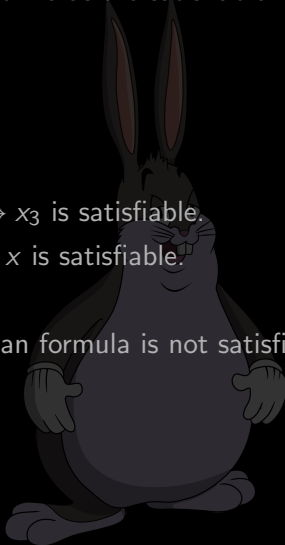 → x₃ is satisfiable.
x is satisfiable.
an formula is not satisfi